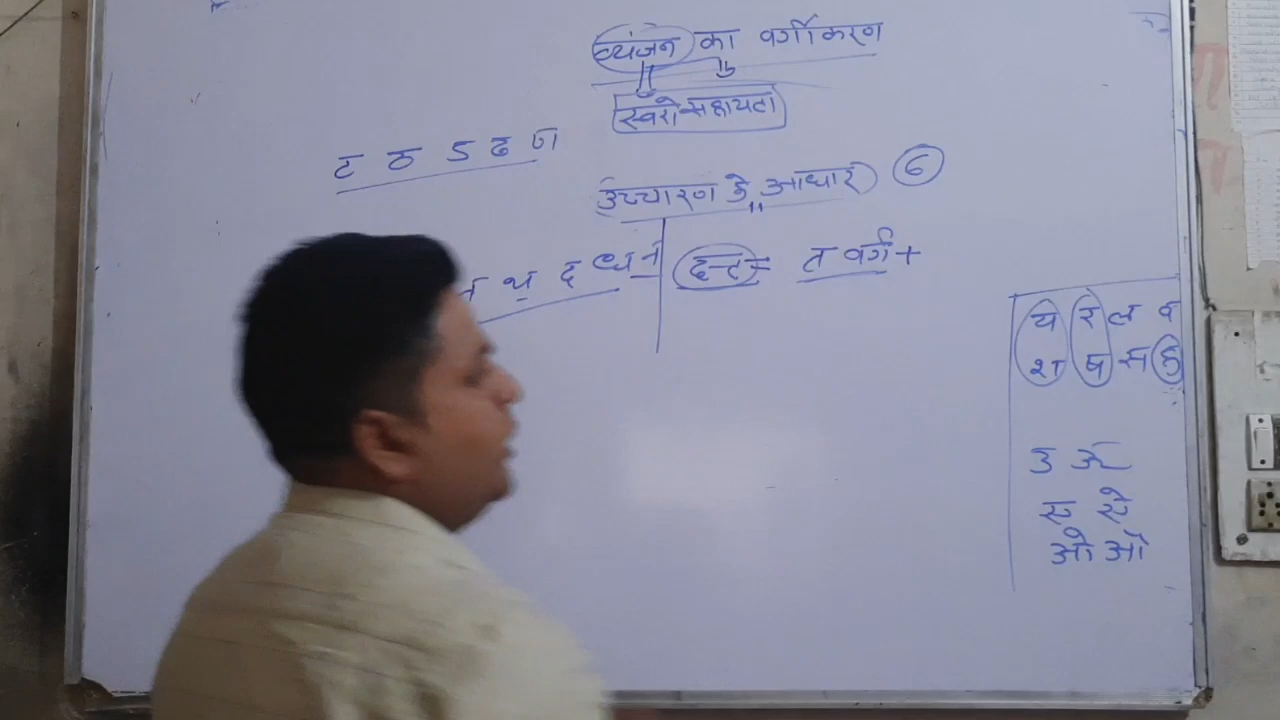 व्यंजन का वर्गीकरण
स्वरो सहायता
ट ठ ड ढ ण
उच्चारण के आधार 6
त थ द ध न
दन्त = त वर्ग +
य र ल व
श ष स ह
उ ऊ
ए ऐ
ओ औ